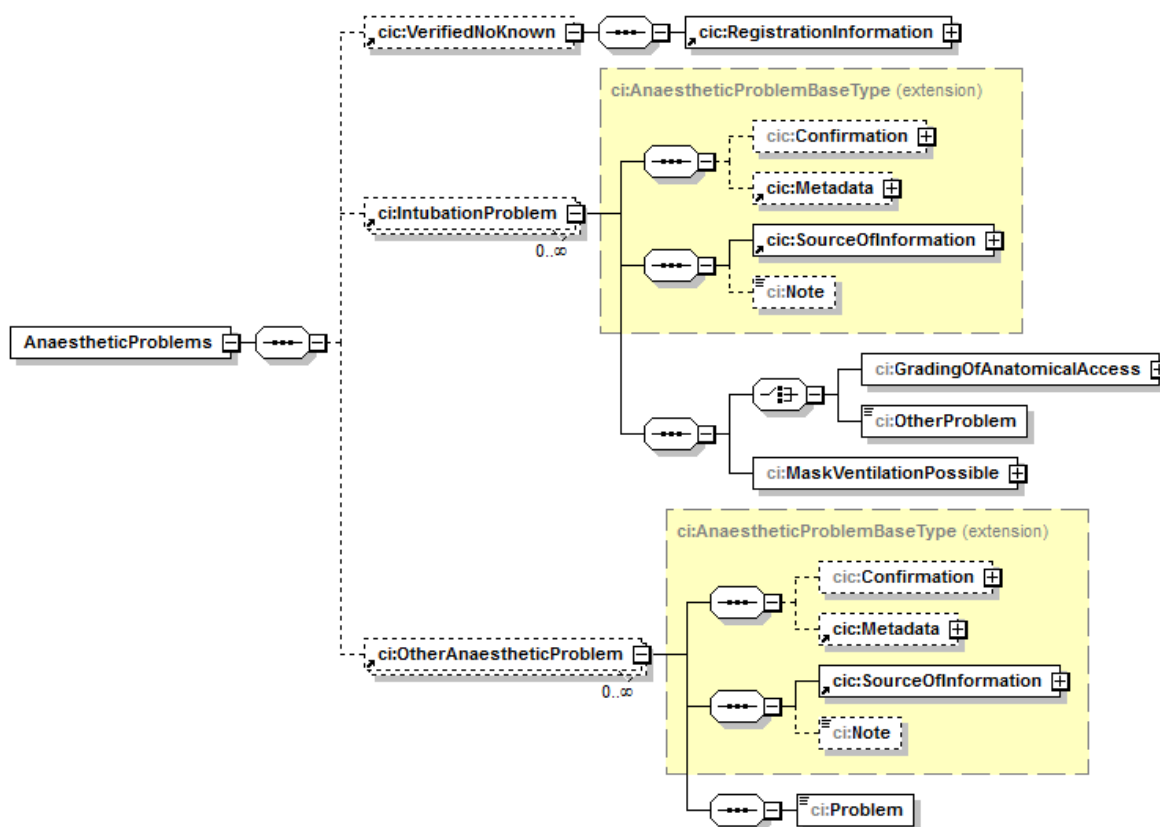 cic:VerifiedNoKnown
cic:RegistrationInformation
ci:AnaestheticProblemBaseType (extension)
cic:Confirmation
cic:Metadata
ci:IntubationProblem
0..∞
cic:SourceOfInformation
ci:Note
AnaestheticProblems
ci:GradingOfAnatomicalAccess
ci:OtherProblem
ci:MaskVentilationPossible
ci:AnaestheticProblemBaseType (extension)
cic:Confirmation
cic:Metadata
ci:OtherAnaestheticProblem
0..∞
cic:SourceOfInformation
ci:Note
ci:Problem